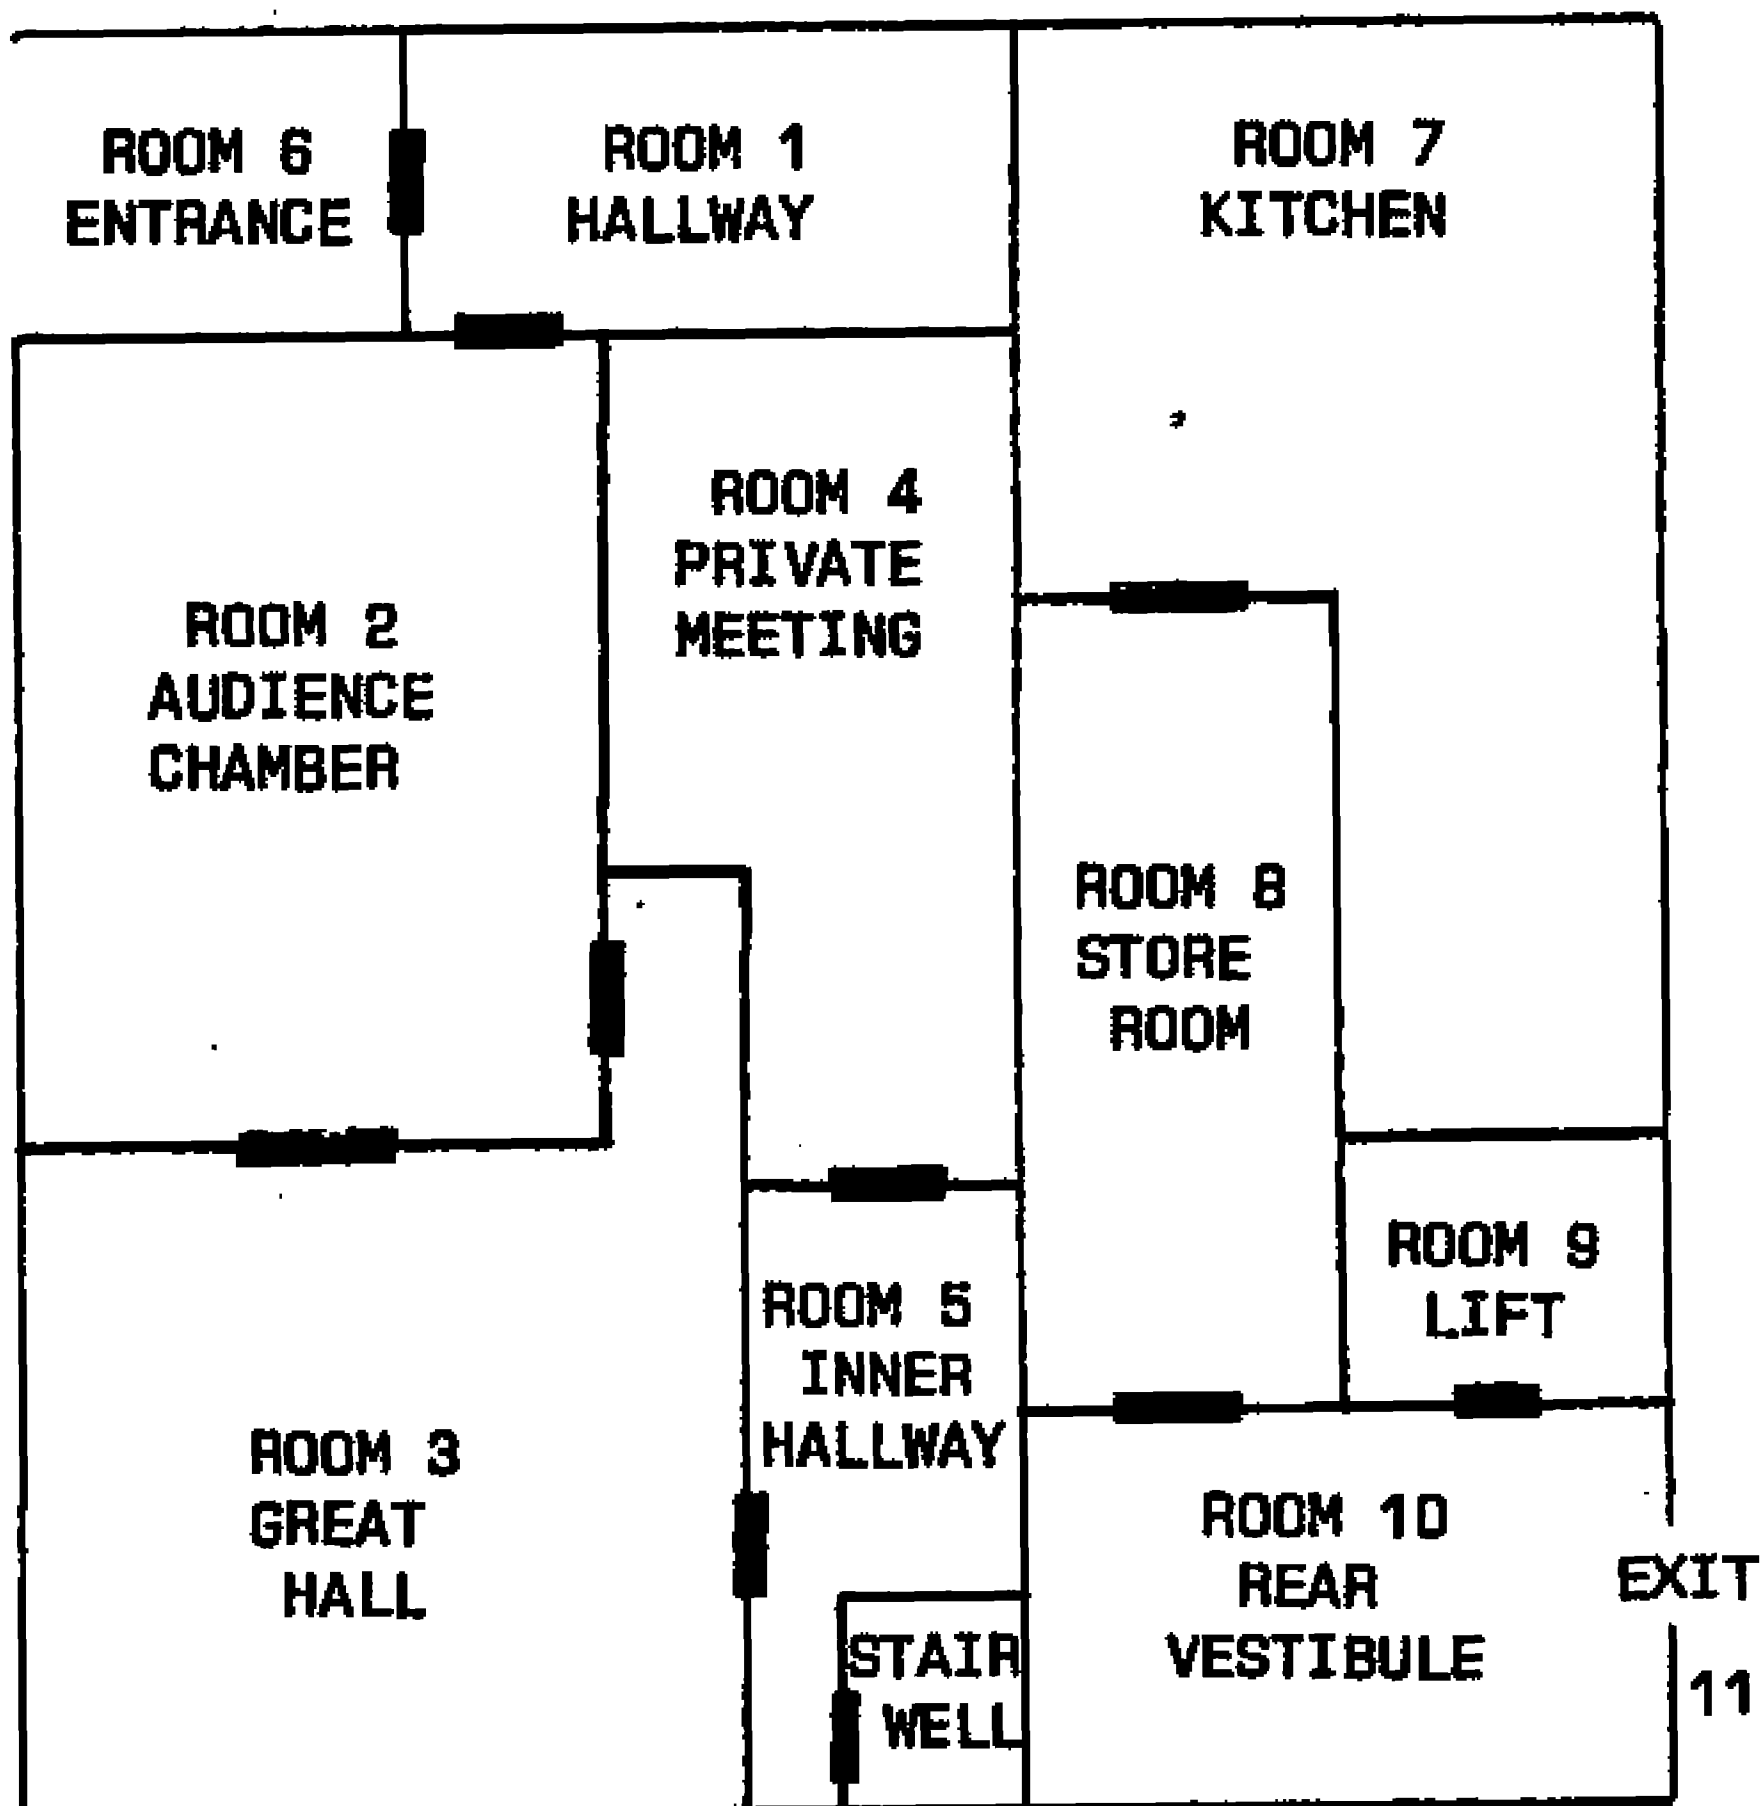 ROOM 6
ENTRANCE
ROOM 1
HALLWAY
ROOM 7
KITCHEN
ROOM 2
AUDIENCE
CHAMBER
ROOM 4
PRIVATE
MEETING
ROOM 8
STORE
ROOM
ROOM 3
GREAT
HALL
ROOM 5
INNER
HALLWAY
STAIR
WELL
ROOM 9
LIFT
ROOM 10
REAR
VESTIBULE
EXIT
11